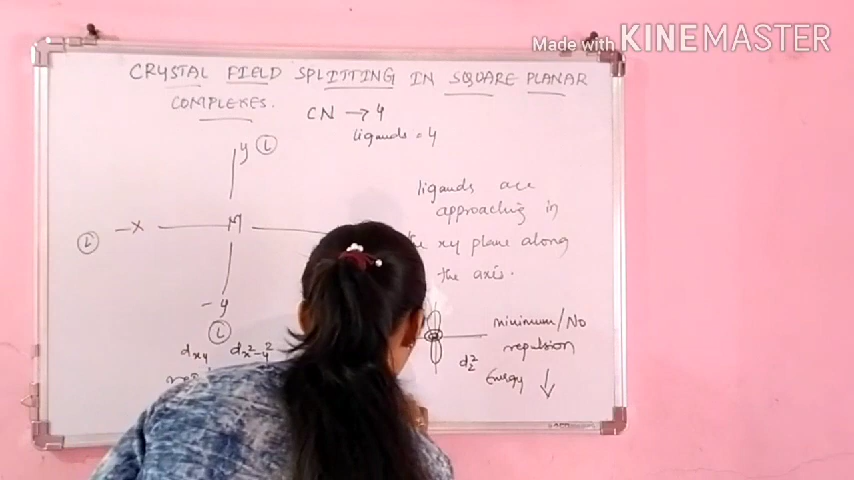 Made with KINEMASTER
CRYSTAL FIELD SPLITTING IN SQUARE PLANAR
COMPLEXES.
CN → 4
ligands = 4
y L
-x M
L
-y
L
dxy dx²-y²
ligands are
approaching in
xy plane along
the axis.
minimum/No
repulsion
dz²
Energy ↓